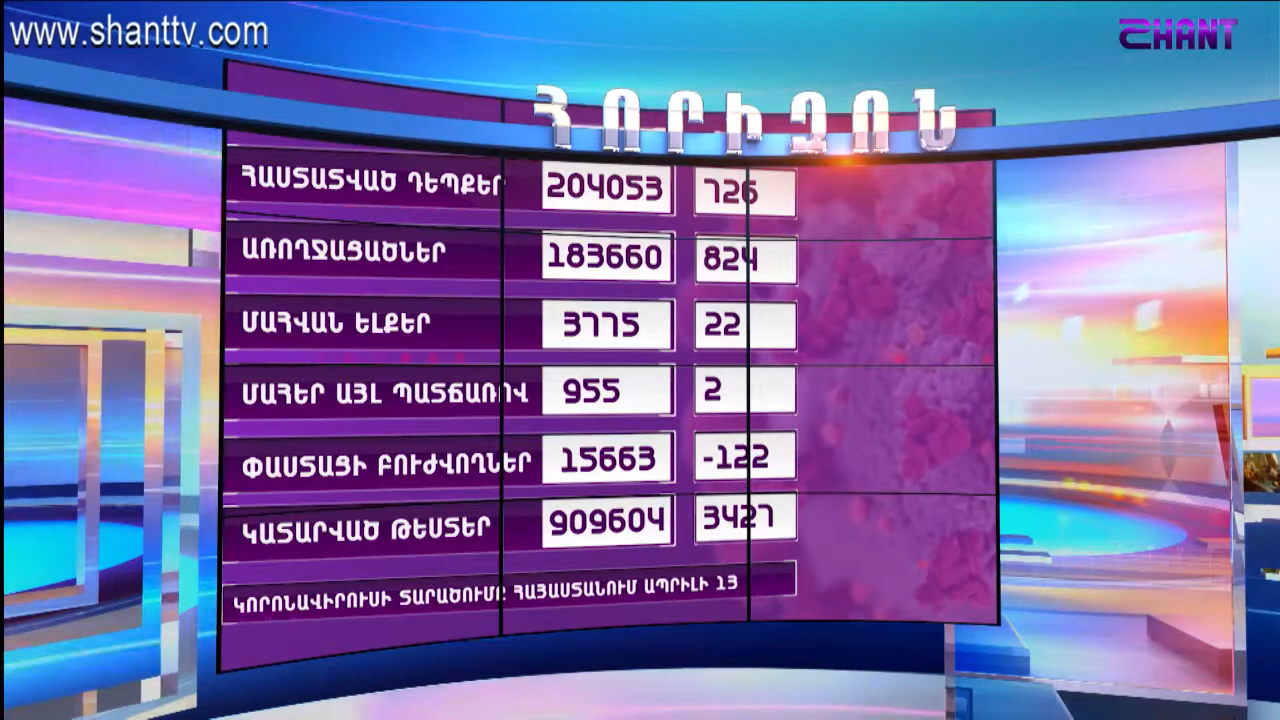 www.shanttv.com
SHANT
ՀՈՐԻԶՈՆ
ՀԱՍՏԱՏՎԱԾ ԴԵՊՔԵՐ 204053 726
ԱՌՈՂՋԱՑԱԾՆԵՐ 183660 824
ՄԱՀՎԱՆ ԵԼՔԵՐ 3775 22
ՄԱՀԵՐ ԱՅԼ ՊԱՏՃԱՌՈՎ 955 2
ՓԱՍՏԱՑԻ ԲՈՒԺՎՈՂՆԵՐ 15663 -122
ԿԱՏԱՐՎԱԾ ԹԵՍՏԵՐ 909604 3427
ԿՈՐՈՆԱՎԻՐՈՒՍԻ ՏԱՐԱԾՈՒՄԸ ՀԱՅԱՍՏԱՆՈՒՄ ԱՊՐԻԼԻ 13